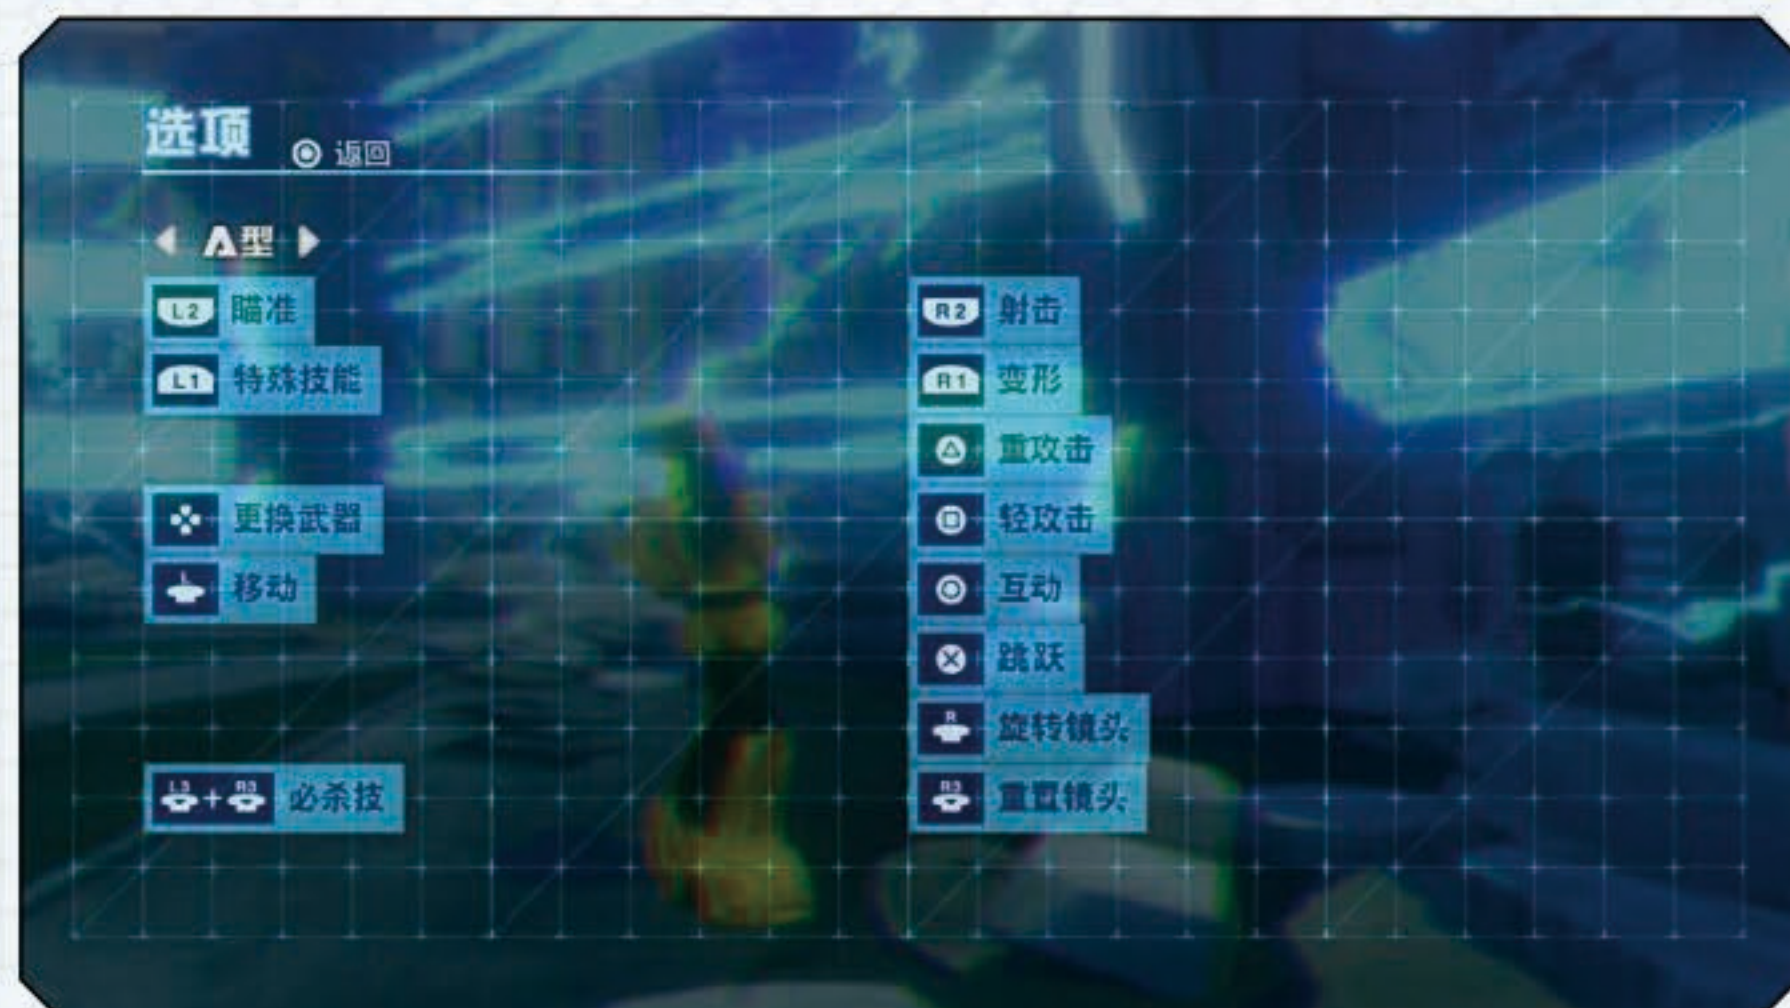 选项
返回
A型
L2 瞄准
L1 特殊技能
更换武器
L 移动
L3 + R3 必杀技
R2 射击
R1 变形
重攻击
轻攻击
互动
跳跃
R 旋转镜头
R3 重置镜头